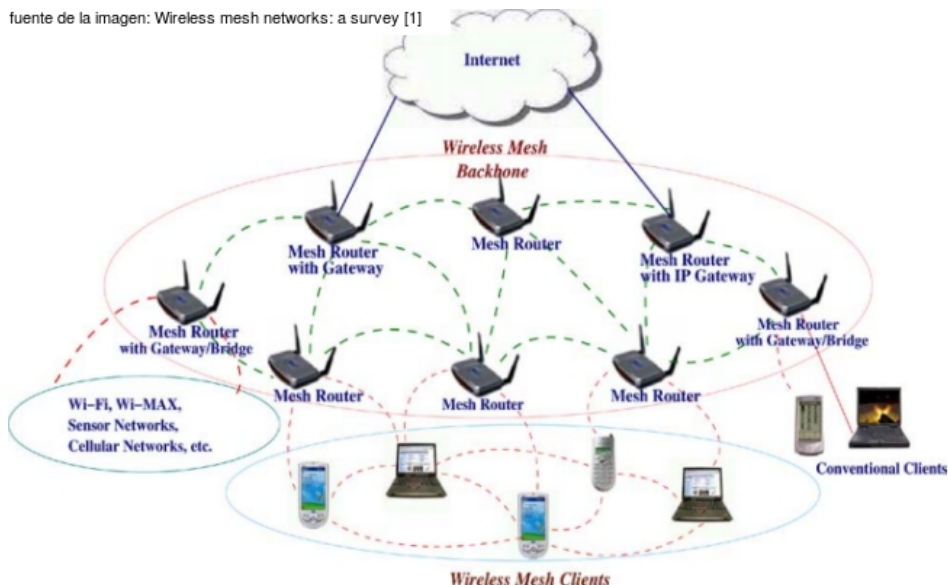 fuente de la imagen: Wireless mesh networks: a survey [1]
Internet
Wireless Mesh
Backbone
Mesh Router
with Gateway
Mesh Router
Mesh Router
with IP Gateway
Mesh Router
with Gateway/Bridge
Mesh Router
with Gateway/Bridge
Mesh Router
Mesh Router
Mesh Router
Wi-Fi, Wi-MAX,
Sensor Networks,
Cellular Networks, etc.
Conventional Clients
Wireless Mesh Clients